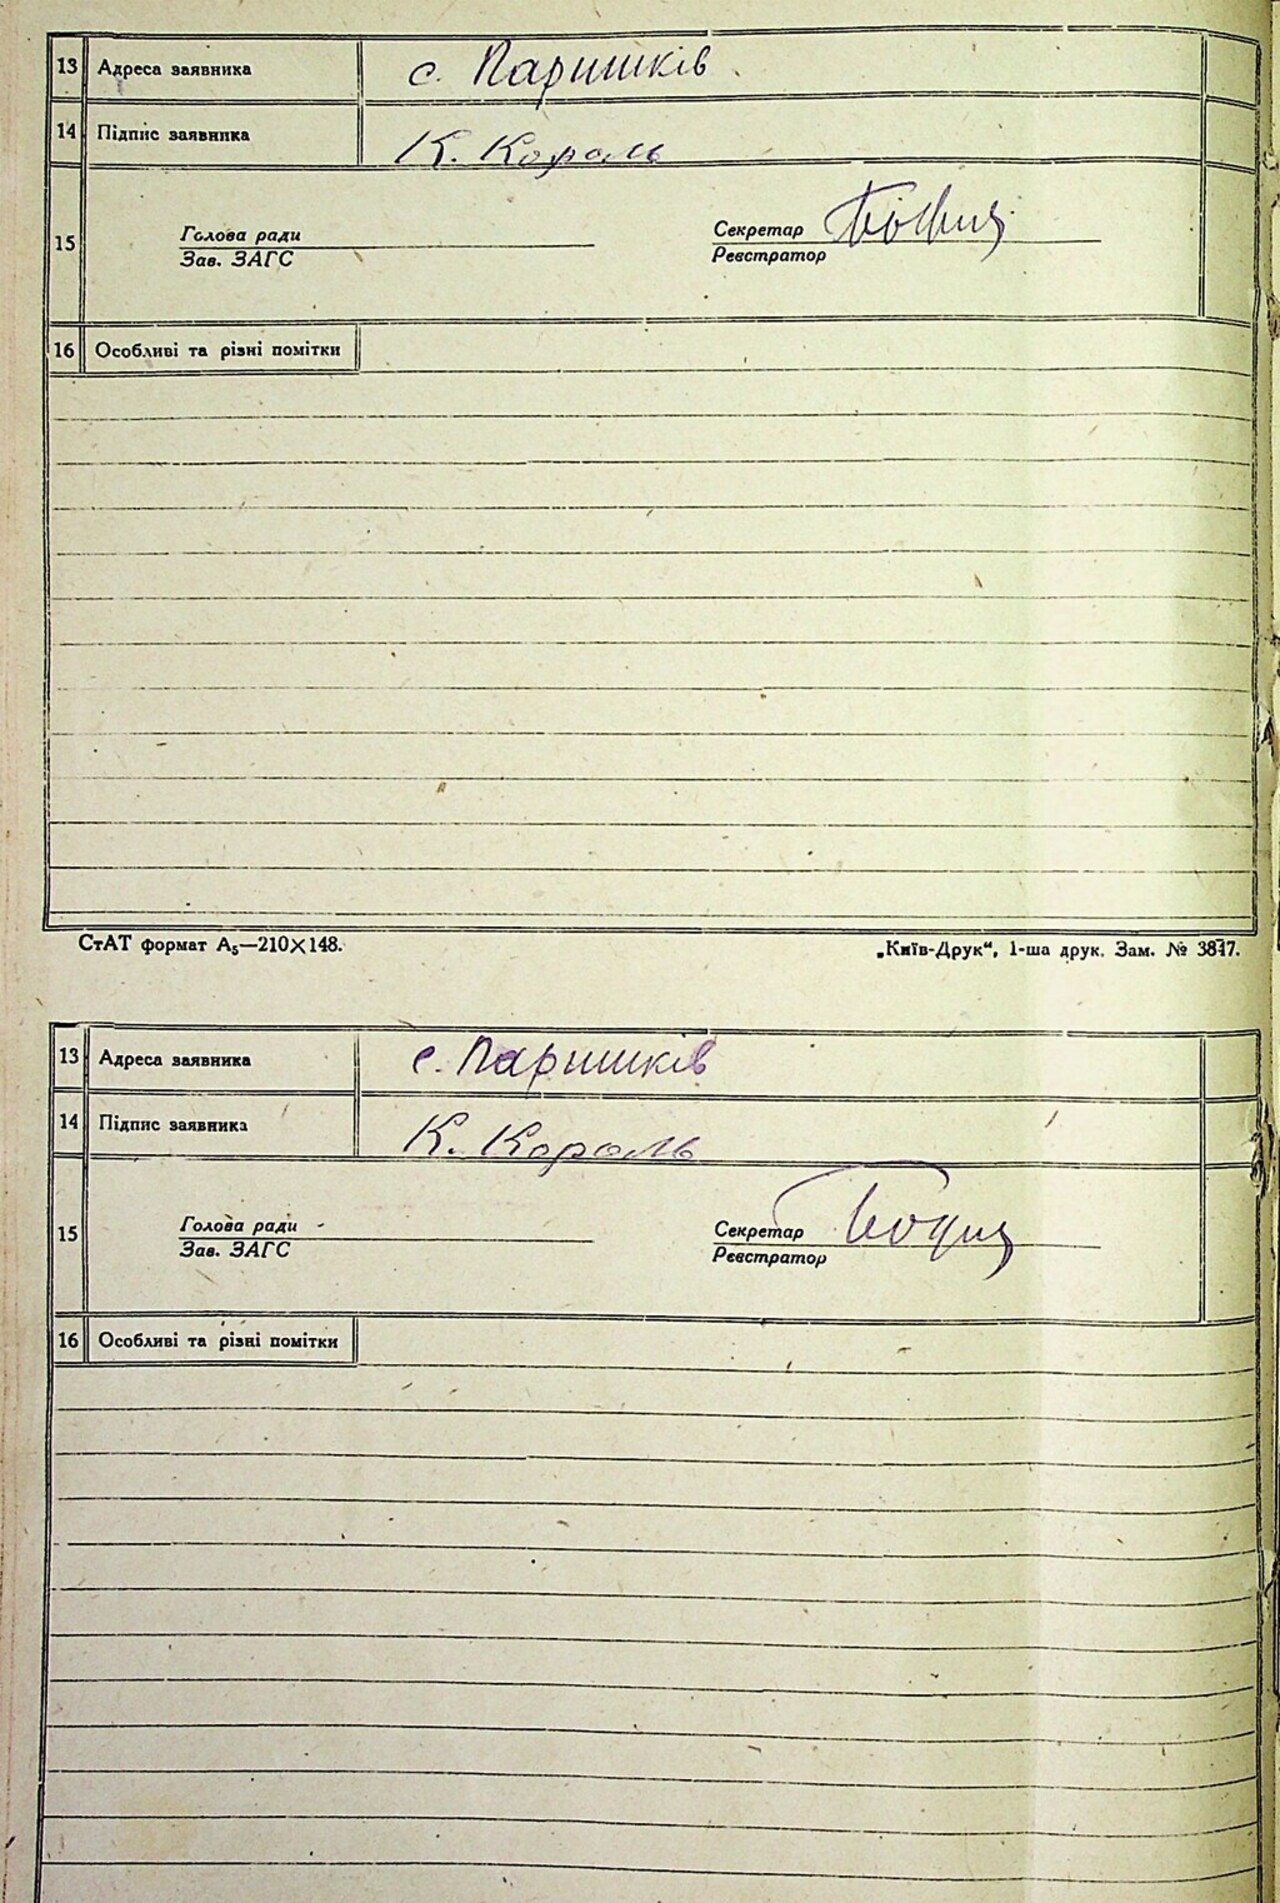 13 Адреса заявника с. Паришків
14 Підпис заявника К. Король
15 Голова ради Секретар
Зав. ЗАГС Реєстратор
16 Особливі та різні помітки
СтАТ формат А₅—210×148. „Київ-Друк“, 1-ша друк. Зам. № 3877.
13 Адреса заявника с. Паришків
14 Підпис заявника К. Король
15 Голова ради Секретар
Зав. ЗАГС Реєстратор
16 Особливі та різні помітки